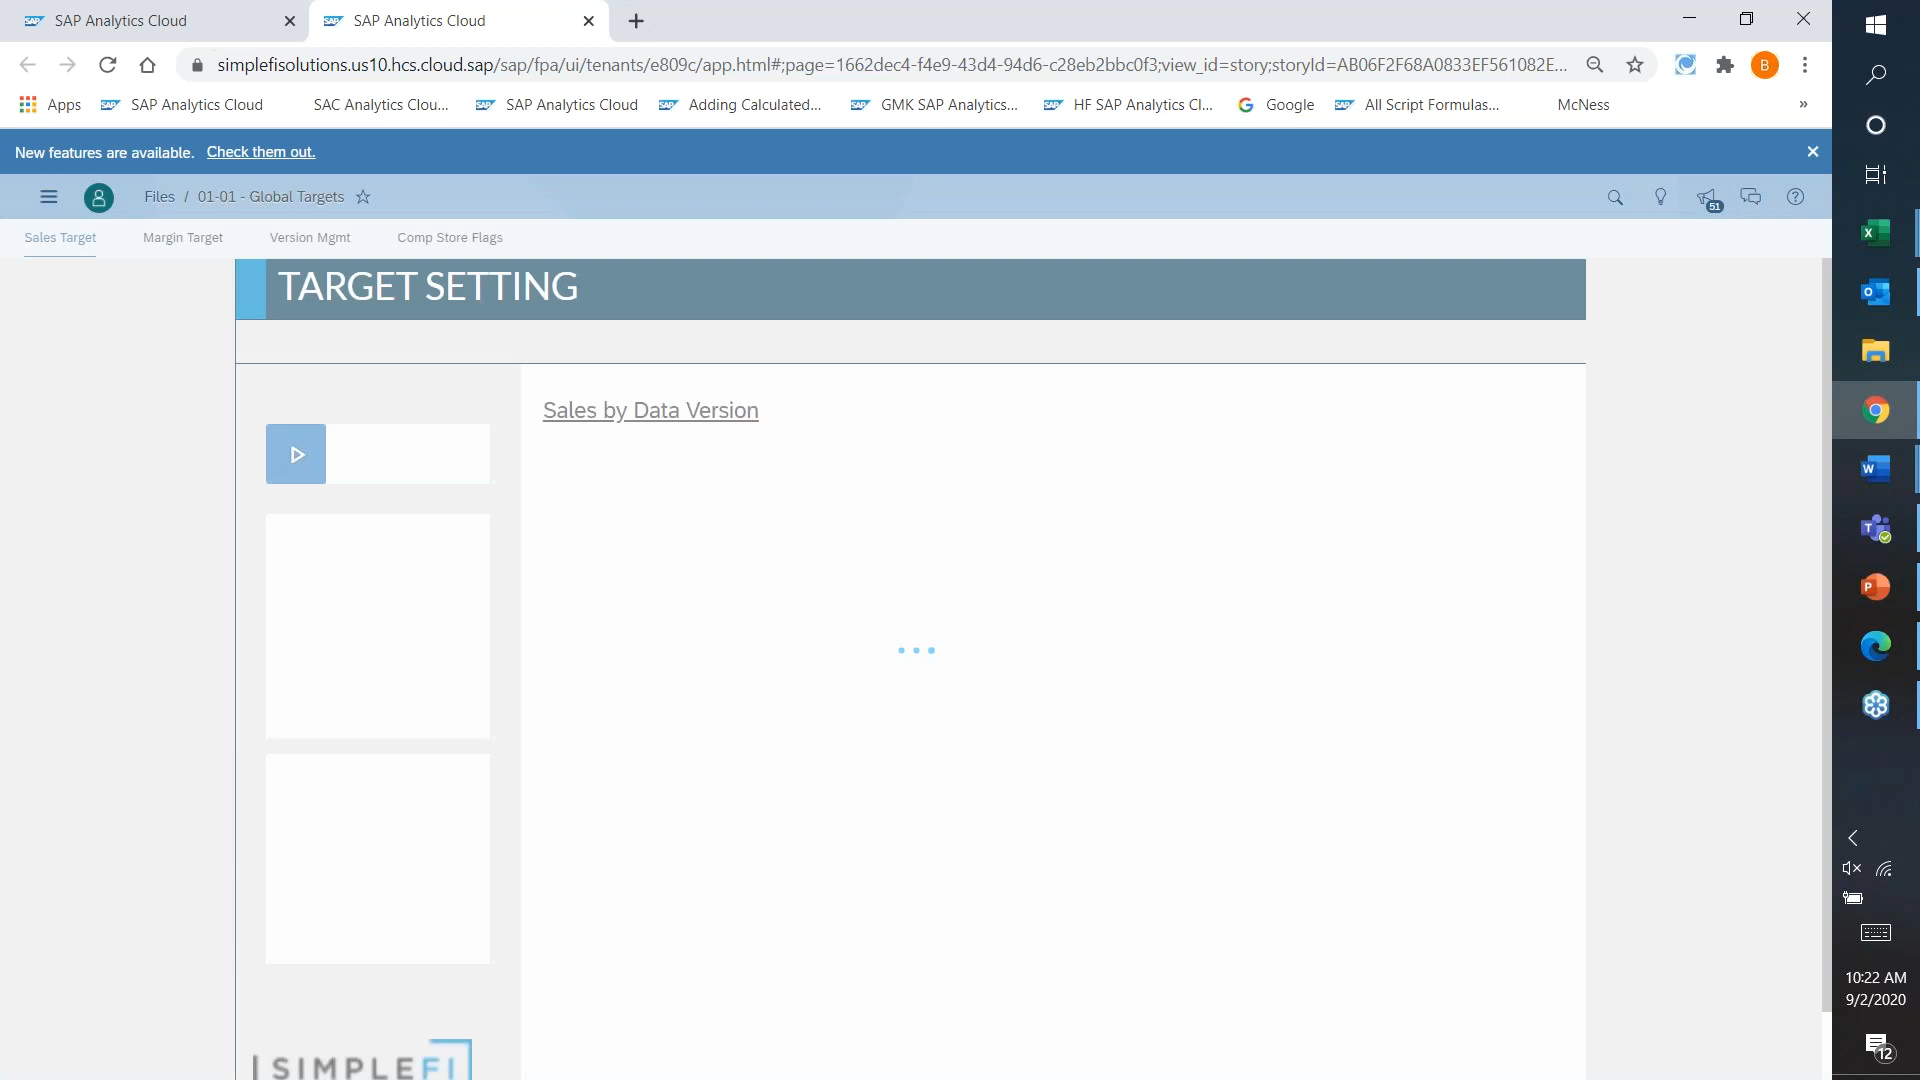 SAP Analytics Cloud
SAP Analytics Cloud
simplefisolutions.us10.hcs.cloud.sap/sap/fpa/ui/tenants/e809c/app.html#;page=1662dec4-f4e9-43d4-94d6-c28eb2bbc0f3;view_id=story;storyId=AB06F2F68A0833EF561082E...
B
Apps SAP Analytics Cloud SAC Analytics Clou... SAP Analytics Cloud Adding Calculated... GMK SAP Analytics... HF SAP Analytics Cl... Google All Script Formulas... McNess »
New features are available. Check them out.
Files / 01-01 - Global Targets
51
Sales Target Margin Target Version Mgmt Comp Store Flags
TARGET SETTING
Sales by Data Version
SIMPLEFI
10:22 AM
9/2/2020
12